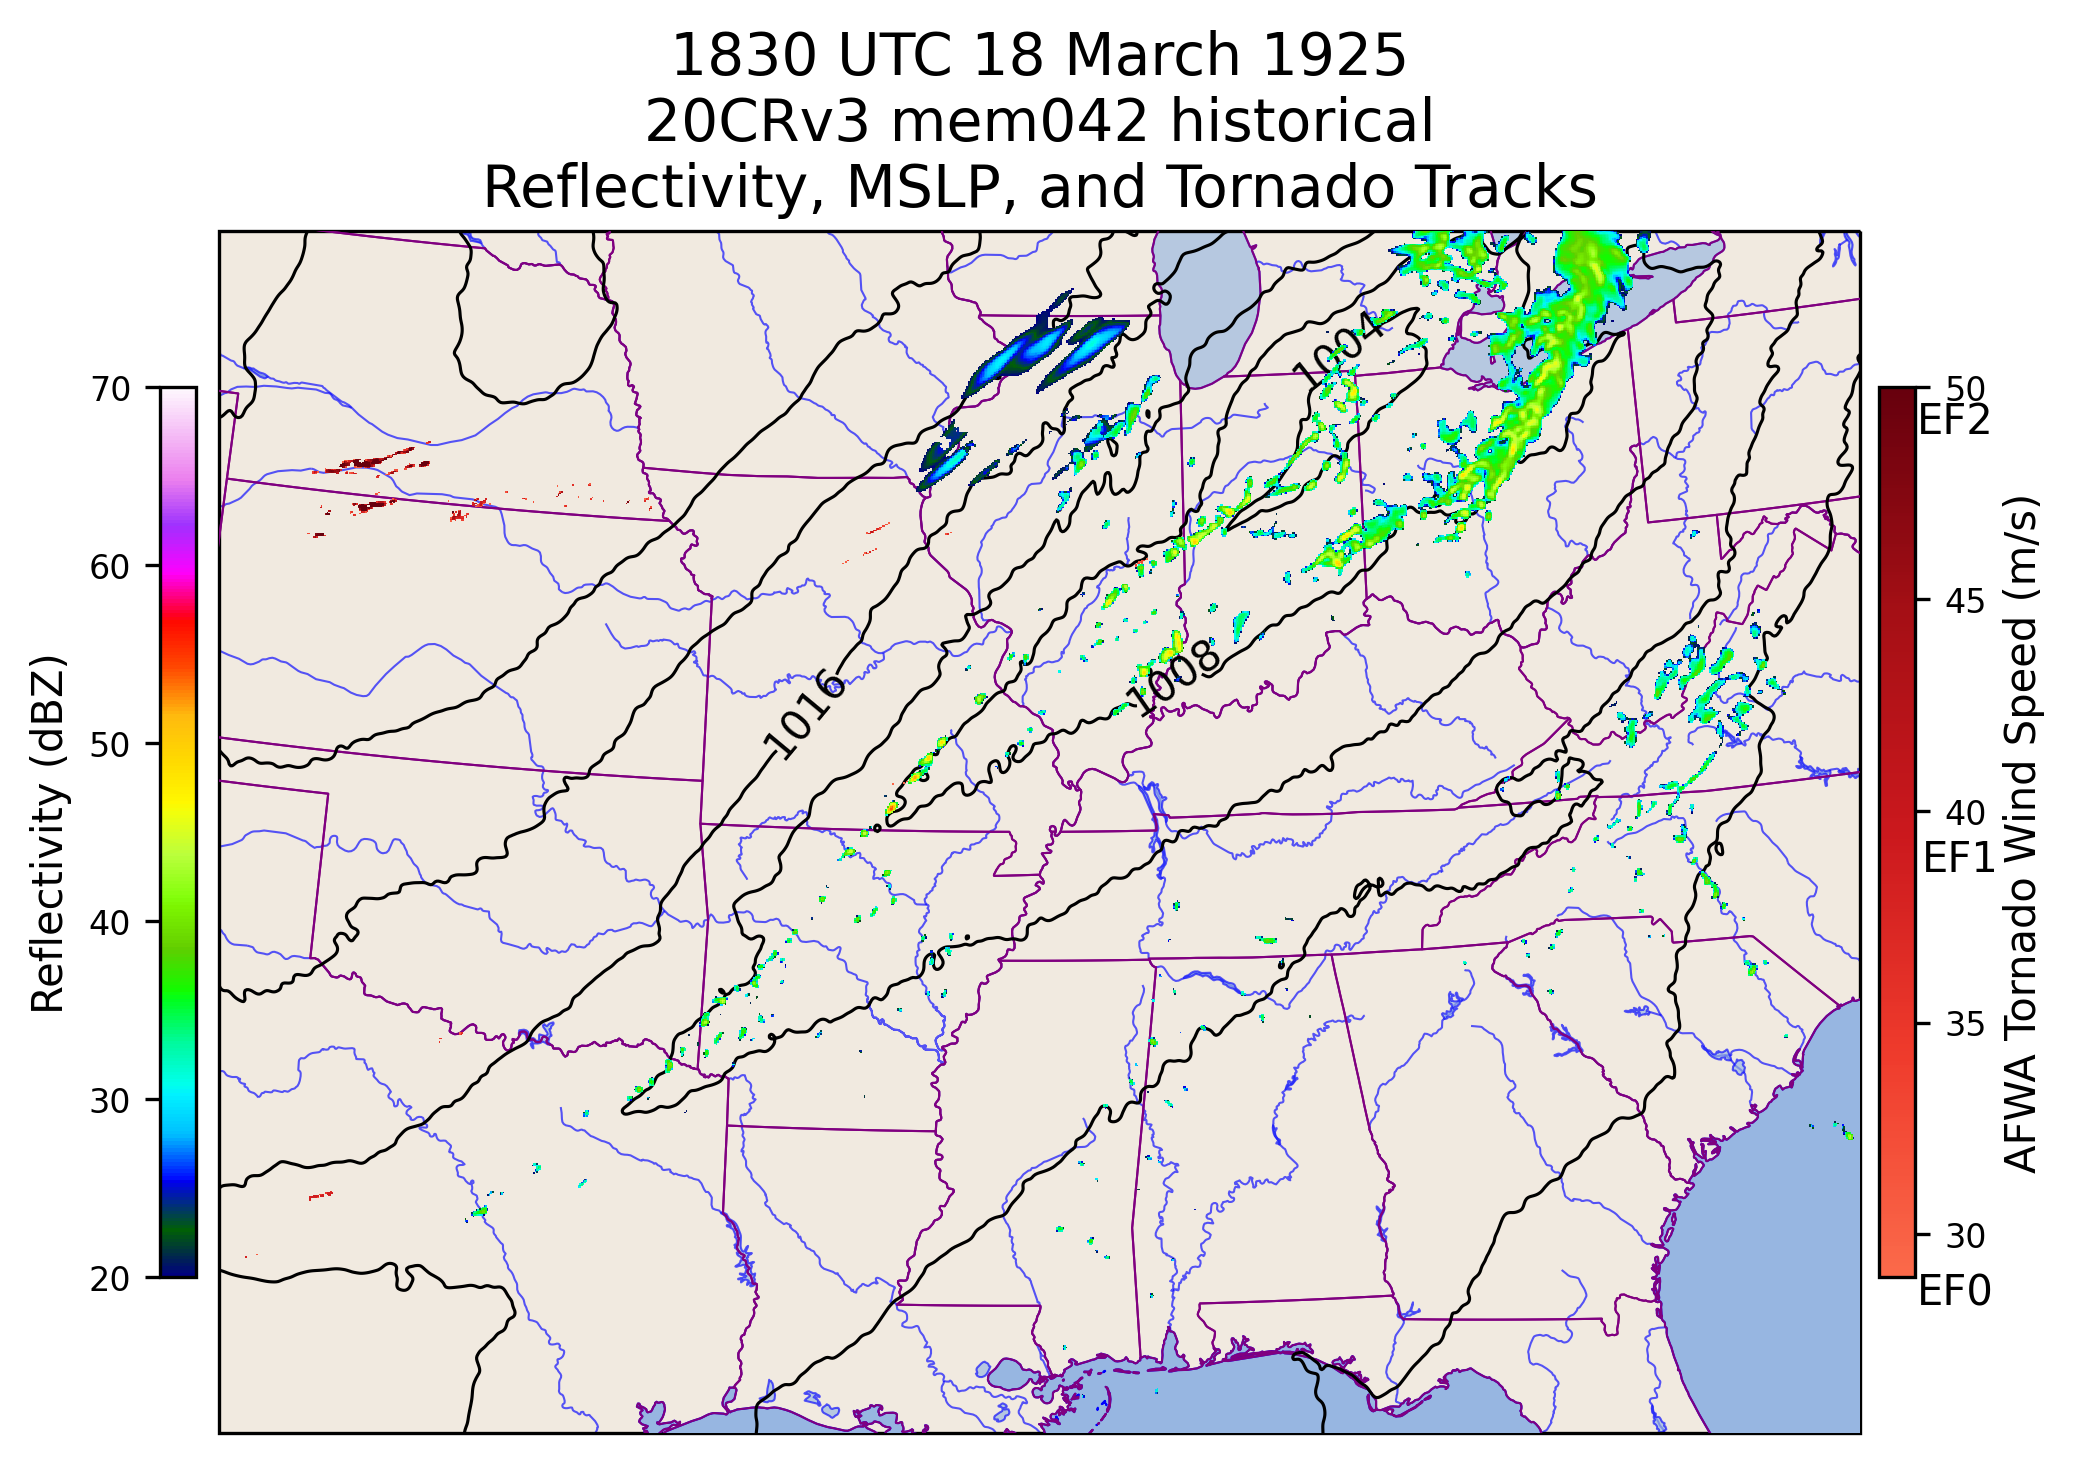 1830 UTC 18 March 1925
20CRv3 mem042 historical
Reflectivity, MSLP, and Tornado Tracks
1004
1008
1016
70
60
50
40
30
20
Reflectivity (dBZ)
50
EF2
45
40
EF1
35
30
EF0
AFWA Tornado Wind Speed (m/s)